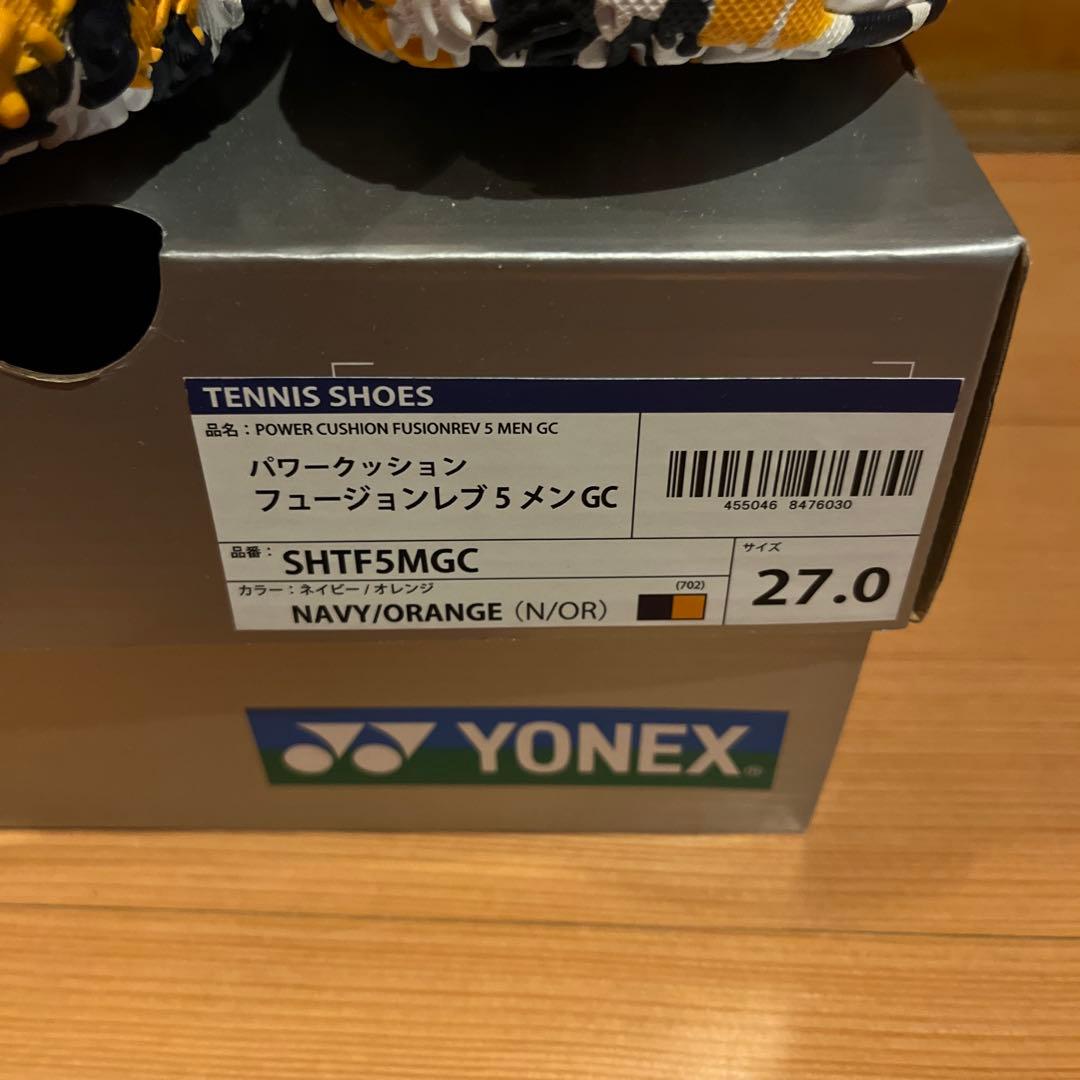 TENNIS SHOES
品名：POWER CUSHION FUSIONREV 5 MEN GC
パワークッション
フュージョンレブ 5 メン GC
455046 8476030
品番：
SHTF5MGC
サイズ
27.0
カラー：ネイビー / オレンジ
(702)
NAVY/ORANGE（N/OR）
YONEX®